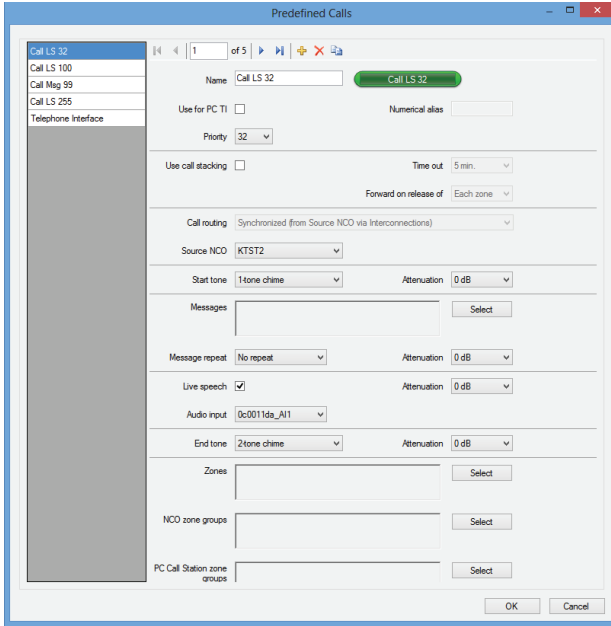 Predefined Calls
Call LS 32
Call LS 100
Call Msg 99
Call LS 255
Telephone Interface
1 of 5
Name Call LS 32 Call LS 32
Use for PC TI Numerical alias
Priority 32
Use call stacking Time out 5 min.
Forward on release of Each zone
Call routing Synchronized (from Source NCO via Interconnections)
Source NCO KTST2
Start tone 1-tone chime Attenuation 0 dB
Messages Select
Message repeat No repeat Attenuation 0 dB
Live speech Attenuation 0 dB
Audio input 0c0011da_AI1
End tone 2-tone chime Attenuation 0 dB
Zones Select
NCO zone groups Select
PC Call Station zone Select
groups
OK Cancel